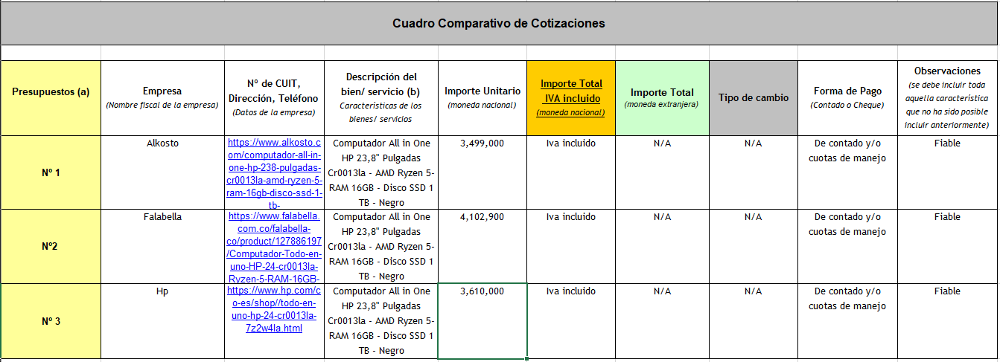 Cuadro Comparativo de Cotizaciones
Presupuestos (a)
Empresa
(Nombre fiscal de la empresa)
Nº de CUIT,
Dirección, Teléfono
(Datos de la empresa)
Descripción del
bien/ servicio (b)
Características de los
bienes/ servicios
Importe Unitario
(moneda nacional)
Importe Total
IVA incluido
(moneda nacional)
Importe Total
(moneda extranjera)
Tipo de cambio
Forma de Pago
(Contado o Cheque)
Observaciones
(se debe incluir toda
aquella característica
que no ha sido posible
incluir anteriormente)
Nº 1
Alkosto
https://www.alkosto.c
om/computador-all-in-
one-hp-238-pulgadas-
cr0013la-amd-ryzen-5-
ram-16gb-disco-ssd-1-
tb-
Computador All in One
HP 23,8" Pulgadas
Cr0013la - AMD Ryzen 5-
RAM 16GB - Disco SSD 1
TB - Negro
3,499,000
Iva incluido
N/A
N/A
De contado y/o
cuotas de manejo
Fiable
Nº2
Falabella
https://www.falabella.
com.co/falabella-
co/product/127886197
/Computador-Todo-en-
uno-HP-24-cr0013la-
Ryzen-5-RAM-16GB-
Computador All in One
HP 23,8" Pulgadas
Cr0013la - AMD Ryzen 5-
RAM 16GB - Disco SSD 1
TB - Negro
4,102,900
Iva incluido
N/A
N/A
De contado y/o
cuotas de manejo
Fiable
Nº 3
Hp
https://www.hp.com/c
o-es/shop//todo-en-
uno-hp-24-cr0013la-
7z2w4la.html
Computador All in One
HP 23,8" Pulgadas
Cr0013la - AMD Ryzen 5-
RAM 16GB - Disco SSD 1
TB - Negro
3,610,000
Iva incluido
N/A
N/A
De contado y/o
cuotas de manejo
Fiable